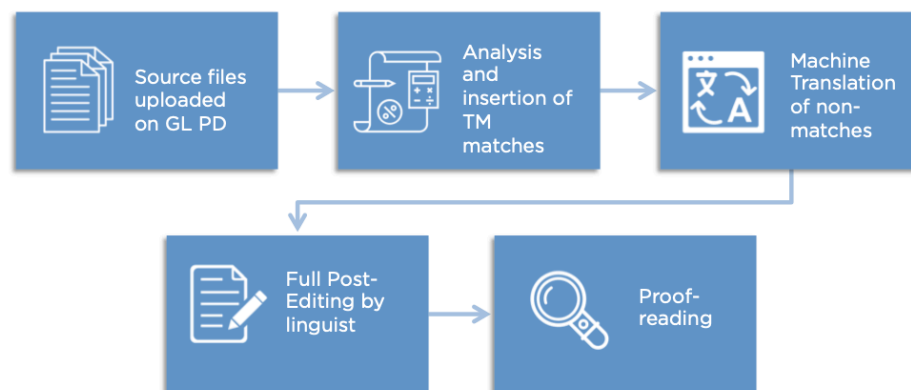 Source files
uploaded
on GL PD
Analysis
and
insertion of
TM
matches
Machine
Translation
of non-
matches
文
A
Full Post-
Editing by
linguist
Proof-
reading